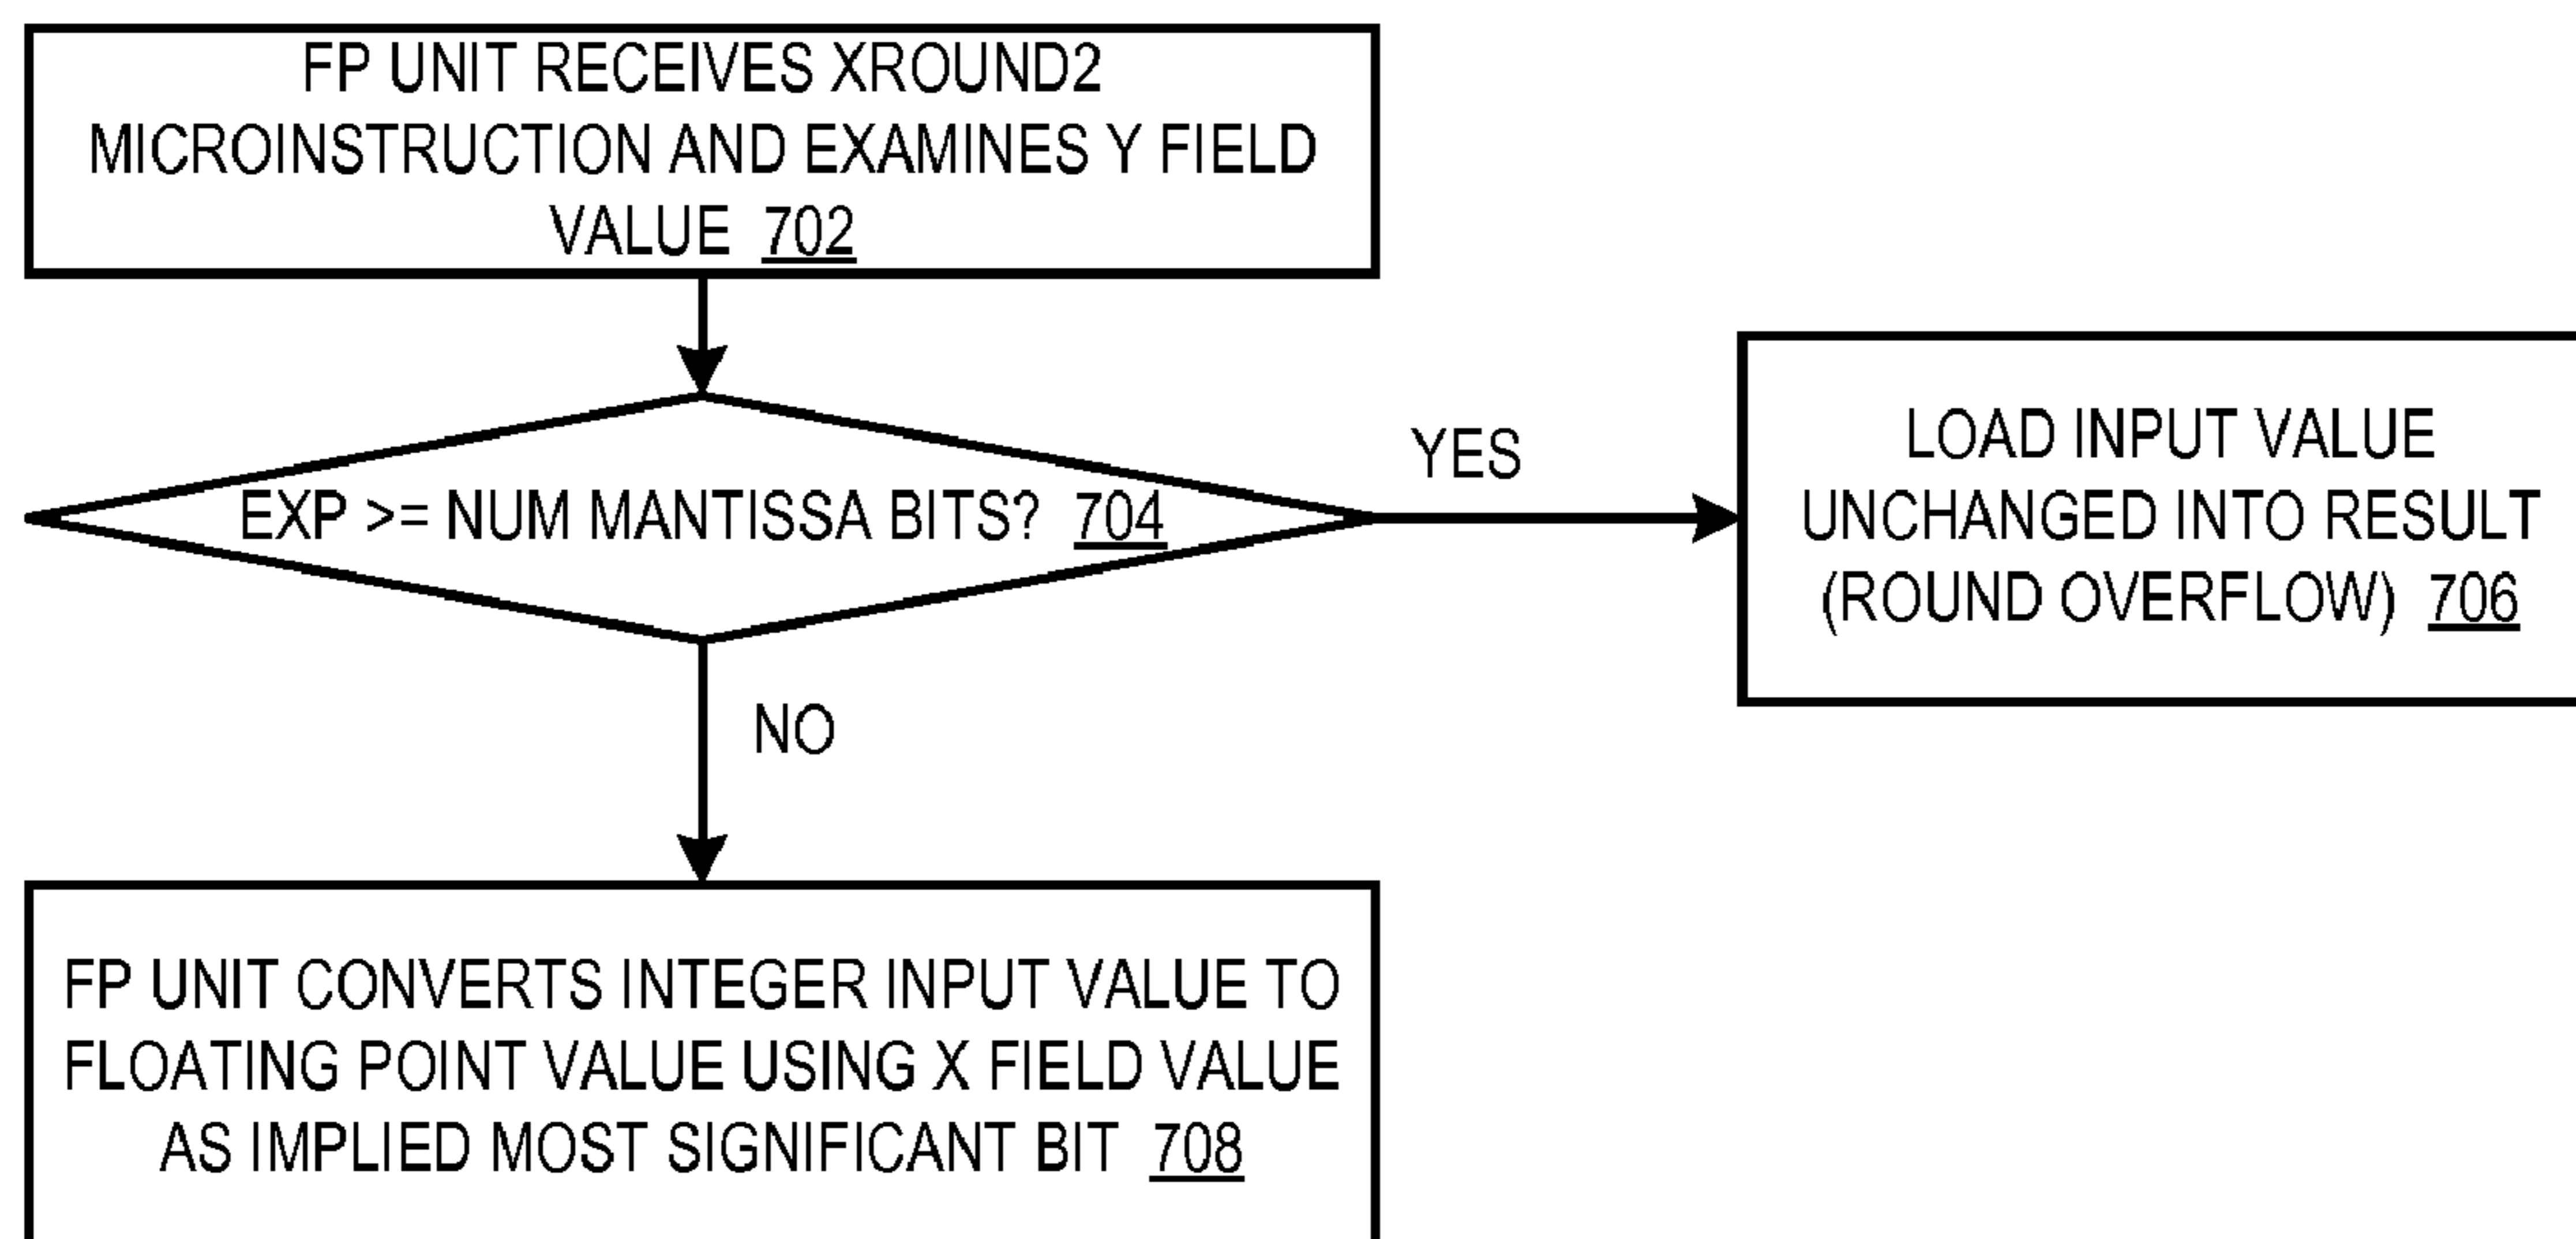 FP UNIT RECEIVES XROUND2
MICROINSTRUCTION AND EXAMINES Y FIELD
VALUE 702
EXP >= NUM MANTISSA BITS? 704
YES
LOAD INPUT VALUE
UNCHANGED INTO RESULT
(ROUND OVERFLOW) 706
NO
FP UNIT CONVERTS INTEGER INPUT VALUE TO
FLOATING POINT VALUE USING X FIELD VALUE
AS IMPLIED MOST SIGNIFICANT BIT 708